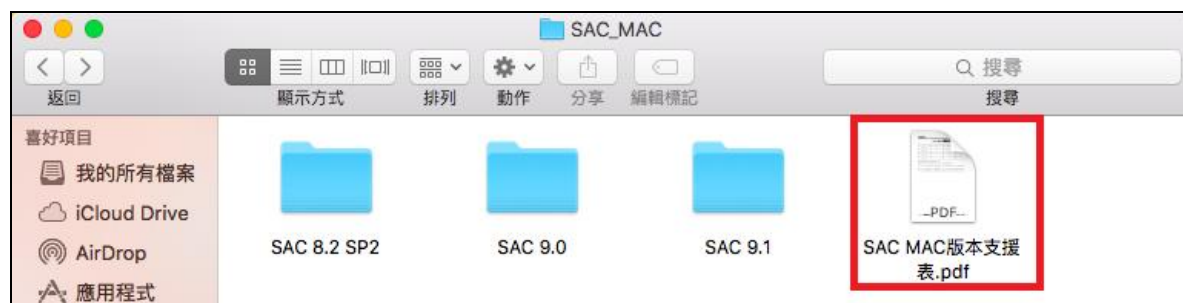 SAC_MAC
搜尋
返回
顯示方式
排列
動作
分享
編輯標記
搜尋
喜好項目
我的所有檔案
iCloud Drive
AirDrop
應用程式
PDF
SAC 8.2 SP2
SAC 9.0
SAC 9.1
SAC MAC版本支援
表.pdf